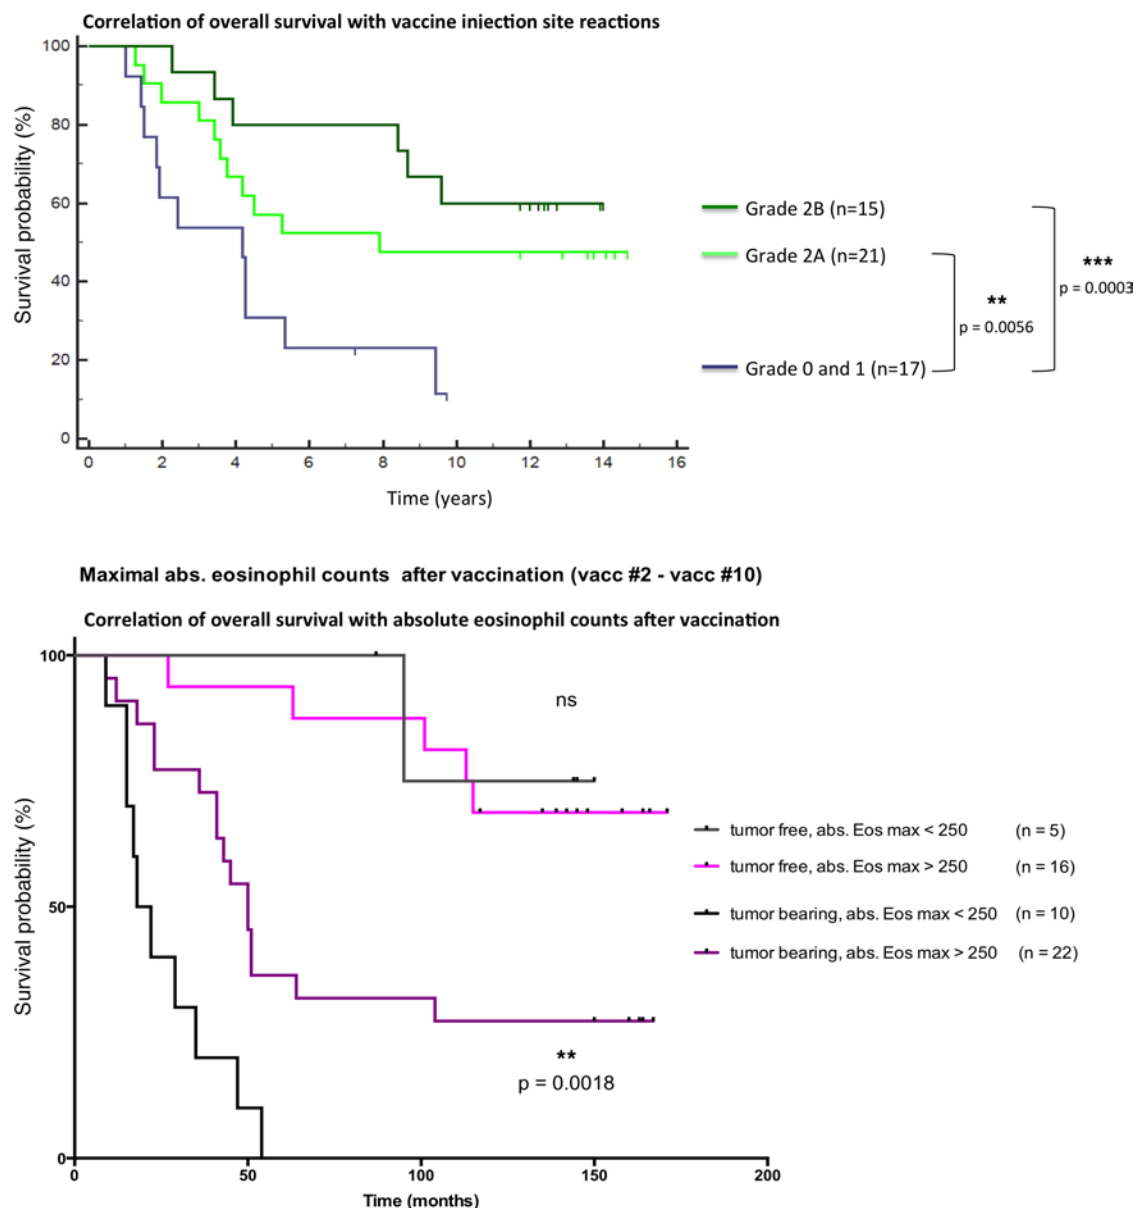 Correlation of overall survival with vaccine injection site reactions
Survival probability (%)
100
80
60
40
20
0
0 2 4 6 8 10 12 14 16
Time (years)
Grade 2B (n=15)
Grade 2A (n=21)
Grade 0 and 1 (n=17)
**
p = 0.0056
***
p = 0.0003
Maximal abs. eosinophil counts after vaccination (vacc #2 - vacc #10)
Correlation of overall survival with absolute eosinophil counts after vaccination
Survival probability (%)
100
50
0
0 50 100 150 200
Time (months)
ns
tumor free, abs. Eos max < 250 (n = 5)
tumor free, abs. Eos max > 250 (n = 16)
tumor bearing, abs. Eos max < 250 (n = 10)
tumor bearing, abs. Eos max > 250 (n = 22)
**
p = 0.0018